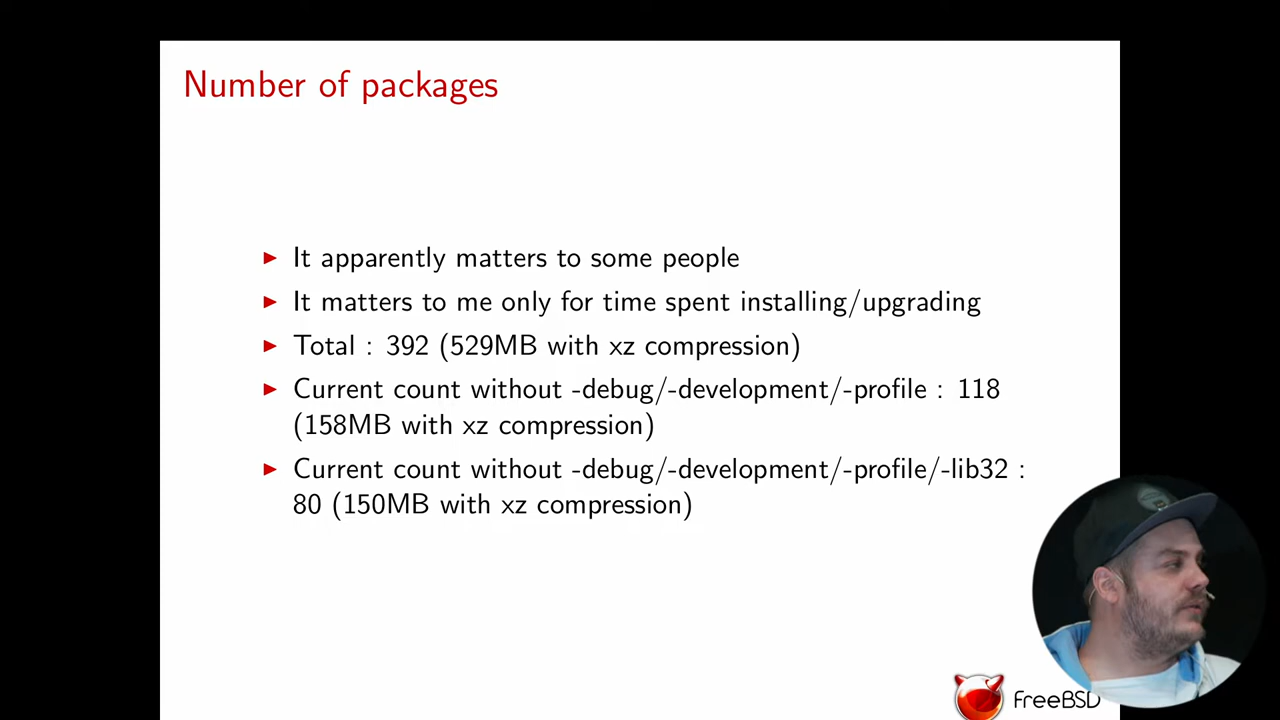 Number of packages
It apparently matters to some people
It matters to me only for time spent installing/upgrading
Total : 392 (529MB with xz compression)
Current count without -debug/-development/-profile : 118
(158MB with xz compression)
Current count without -debug/-development/-profile/-lib32 :
80 (150MB with xz compression)
FreeBSD